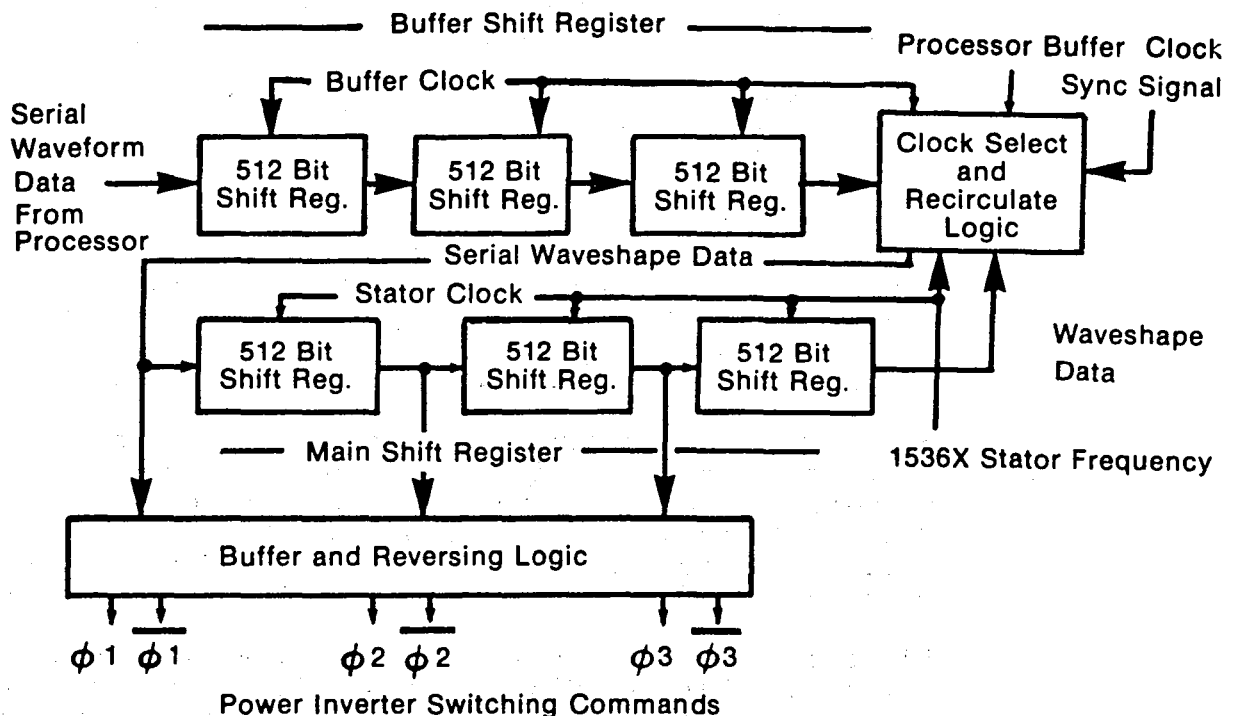 Buffer Shift Register
Processor Buffer Clock
Sync Signal
Buffer Clock
Serial
Waveform
Data
From
Processor
512 Bit
Shift Reg.
512 Bit
Shift Reg.
512 Bit
Shift Reg.
Clock Select
and
Recirculate
Logic
Serial Waveshape Data
Stator Clock
512 Bit
Shift Reg.
512 Bit
Shift Reg.
512 Bit
Shift Reg.
Waveshape
Data
Main Shift Register
1536X Stator Frequency
Buffer and Reversing Logic
ϕ1 ϕ1̅ ϕ2 ϕ2̅ ϕ3 ϕ3̅
Power Inverter Switching Commands